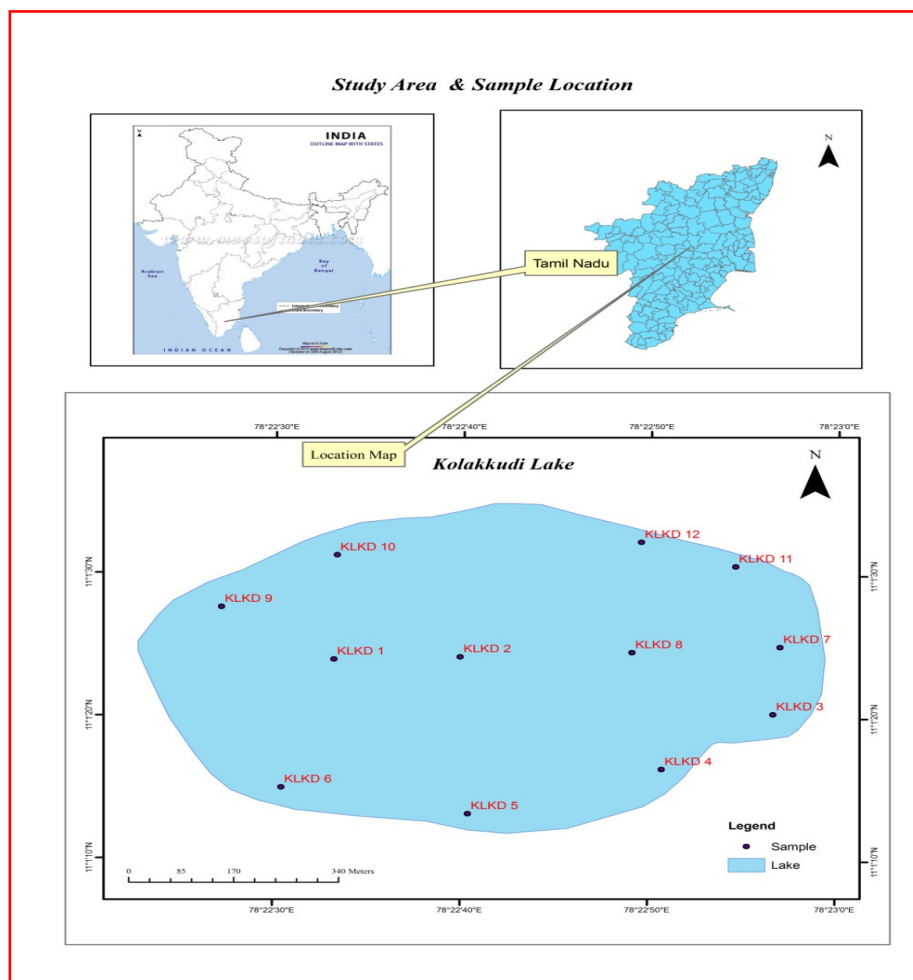 Study Area & Sample Location
N
INDIA
OUTLINE MAP WITH STATES
www.mapsofindia.com
Arabian
Sea
Bay
of
Bengal
INDIAN OCEAN
N
Tamil Nadu
78°22'30"E 78°22'40"E 78°22'50"E 78°23'0"E
Location Map
Kolakkudi Lake
N
KLKD 12
KLKD 10
KLKD 11
11°1'30"N
11°1'30"N
KLKD 9
KLKD 7
KLKD 8
KLKD 2
KLKD 1
KLKD 3
11°1'20"N
11°1'20"N
KLKD 4
KLKD 6
KLKD 5
Legend
Sample
Lake
11°1'10"N
11°1'10"N
0 85 170 340 Meters
78°22'30"E 78°22'40"E 78°22'50"E 78°23'0"E